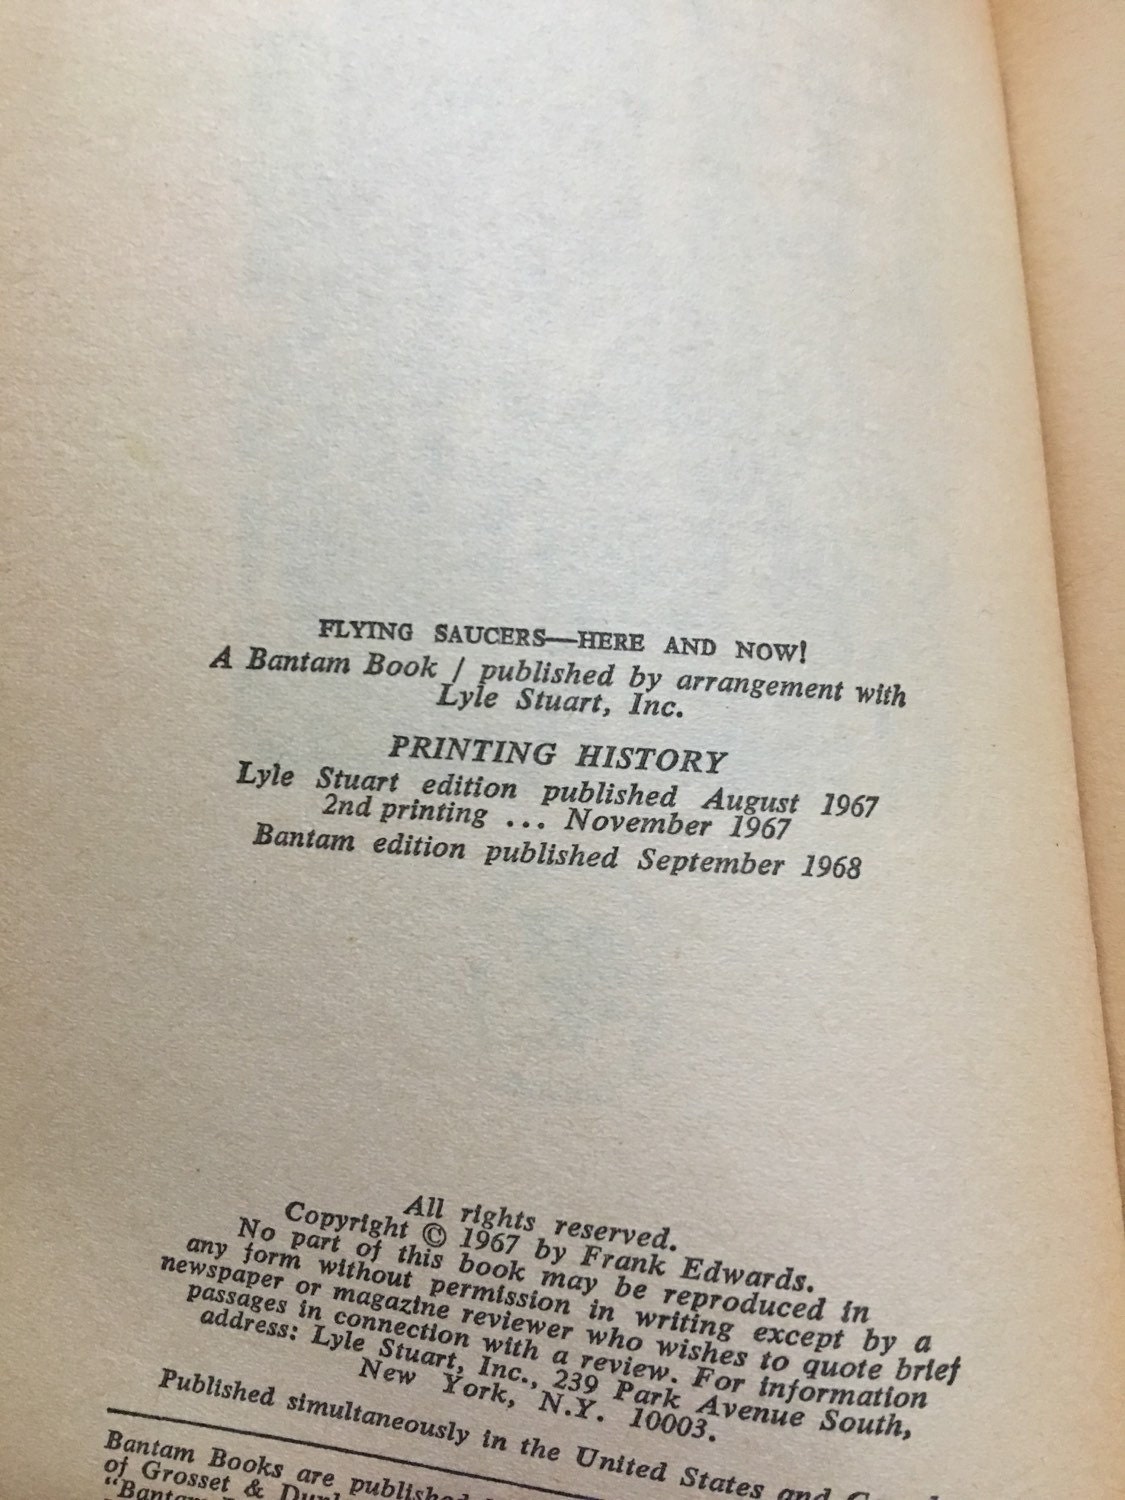 FLYING SAUCERS—HERE AND NOW!
A Bantam Book / published by arrangement with
Lyle Stuart, Inc.
PRINTING HISTORY
Lyle Stuart edition published August 1967
2nd printing ... November 1967
Bantam edition published September 1968
All rights reserved.
Copyright © 1967 by Frank Edwards.
No part of this book may be reproduced in
any form without permission in writing except by a
newspaper or magazine reviewer who wishes to quote brief
passages in connection with a review. For information
address: Lyle Stuart, Inc., 239 Park Avenue South,
New York, N.Y. 10003.
Published simultaneously in the United States and
Bantam Books are published
of Grosset &
"Bantam